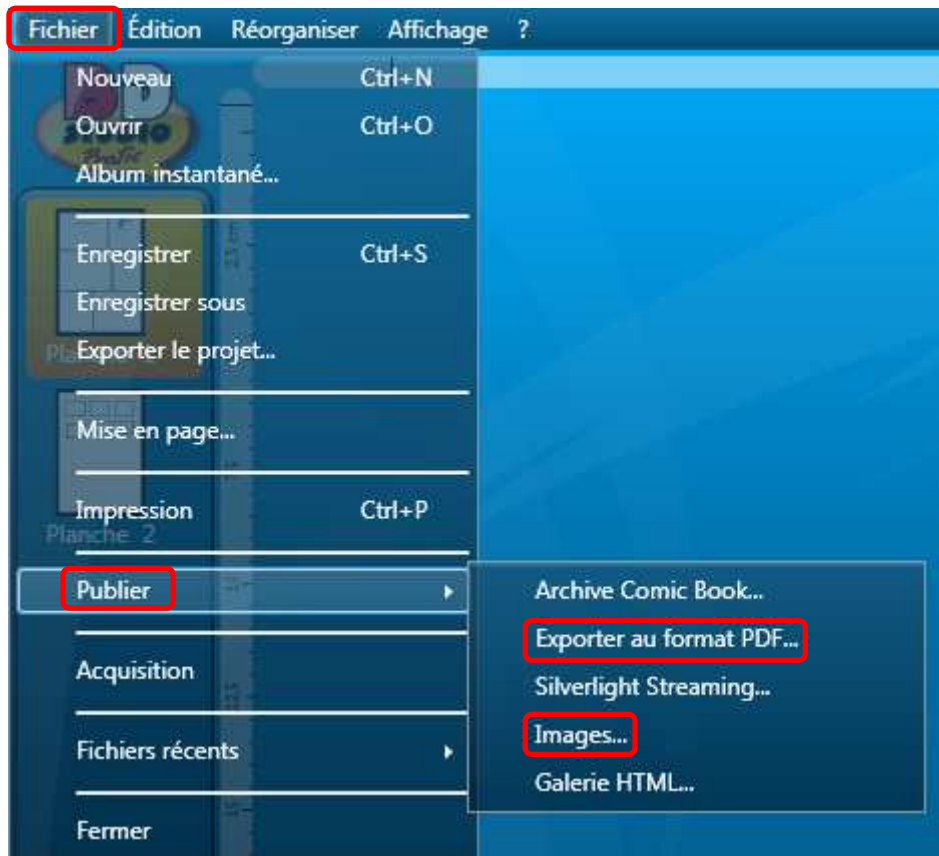 Fichier Édition Réorganiser Affichage ?
Nouveau Ctrl+N
Ouvrir Ctrl+O
Album instantané...
Enregistrer Ctrl+S
Enregistrer sous
Exporter le projet...
Mise en page...
Impression Ctrl+P
Planche 2
Publier
Archive Comic Book...
Exporter au format PDF...
Silverlight Streaming...
Images...
Galerie HTML...
Acquisition
Fichiers récents
Fermer